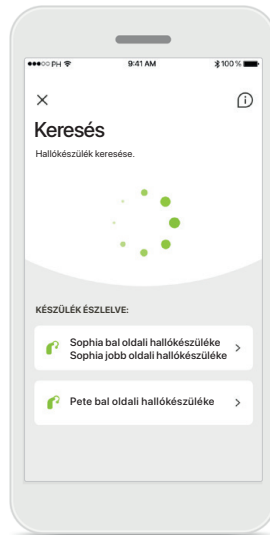 ●●●○○ PH 9:41 AM 100%
Keresés
Hallókészülék keresése.
KÉSZÜLÉK ÉSZLELVE:
Sophia bal oldali hallókészüléke
Sophia jobb oldali hallókészüléke
Pete bal oldali hallókészüléke